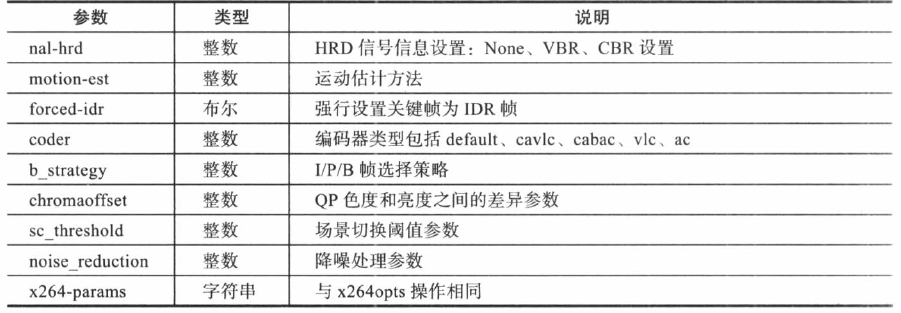 参数 类型 说明
nal-hrd 整数 HRD 信号信息设置：None、VBR、CBR 设置
motion-est 整数 运动估计方法
forced-idr 布尔 强行设置关键帧为 IDR 帧
coder 整数 编码器类型包括 default、cavlc、cabac、vlc、ac
b_strategy 整数 I/P/B 帧选择策略
chromaoffset 整数 QP 色度和亮度之间的差异参数
sc_threshold 整数 场景切换阈值参数
noise_reduction 整数 降噪处理参数
x264-params 字符串 与 x264opts 操作相同